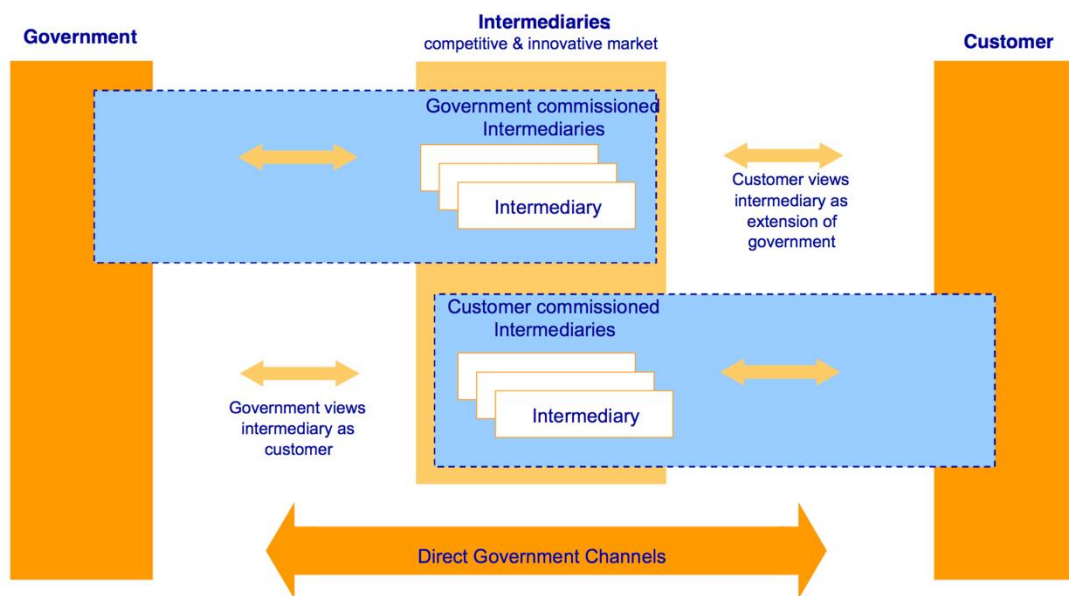 Government
Intermediaries
competitive & innovative market
Customer
Government commissioned
Intermediaries
Intermediary
Customer views
intermediary as
extension of
government
Customer commissioned
Intermediaries
Intermediary
Government views
intermediary as
customer
Direct Government Channels